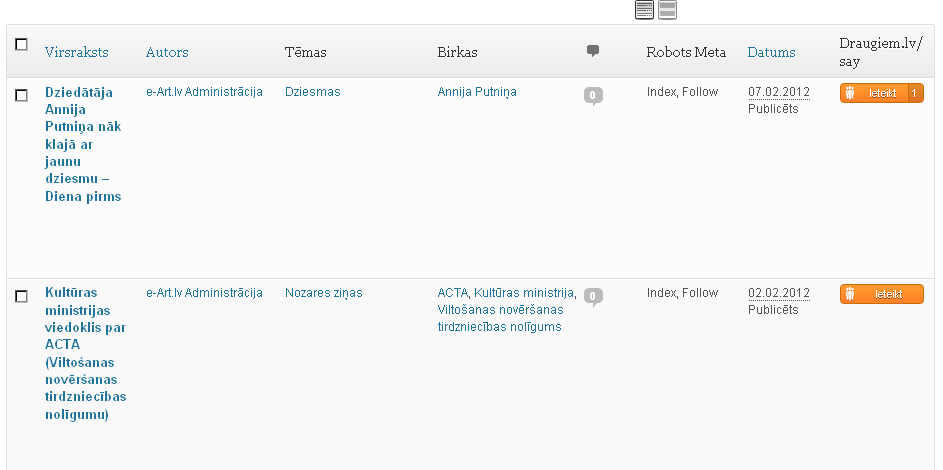 Virsraksts Autors Tēmas Birkas Robots Meta Datums Draugiem.lv/
say
Dziedātāja e-Art.lv Administrācija Dziesmas Annija Putniņa 0 Index, Follow 07.02.2012 Ieteikt 1
Annija Publicēts
Putniņa nāk
klajā ar
jaunu
dziesmu –
Diena pirms
Kultūras e-Art.lv Administrācija Nozares ziņas ACTA, Kultūras ministrija, 0 Index, Follow 02.02.2012 Ieteikt
ministrijas Viltošanas novēršanas Publicēts
viedoklis par tirdzniecības nolīgums
ACTA
(Viltošanas
novēršanas
tirdzniecības
nolīgumu)